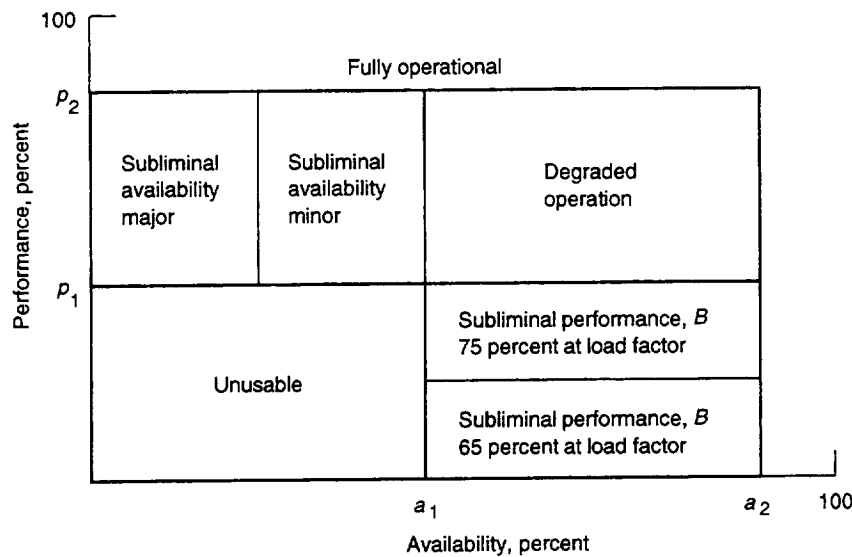 100
Fully operational
p2
Performance, percent
Subliminal
availability
major
Subliminal
availability
minor
Degraded
operation
p1
Subliminal performance, B
75 percent at load factor
Unusable
Subliminal performance, B
65 percent at load factor
a1
a2
100
Availability, percent